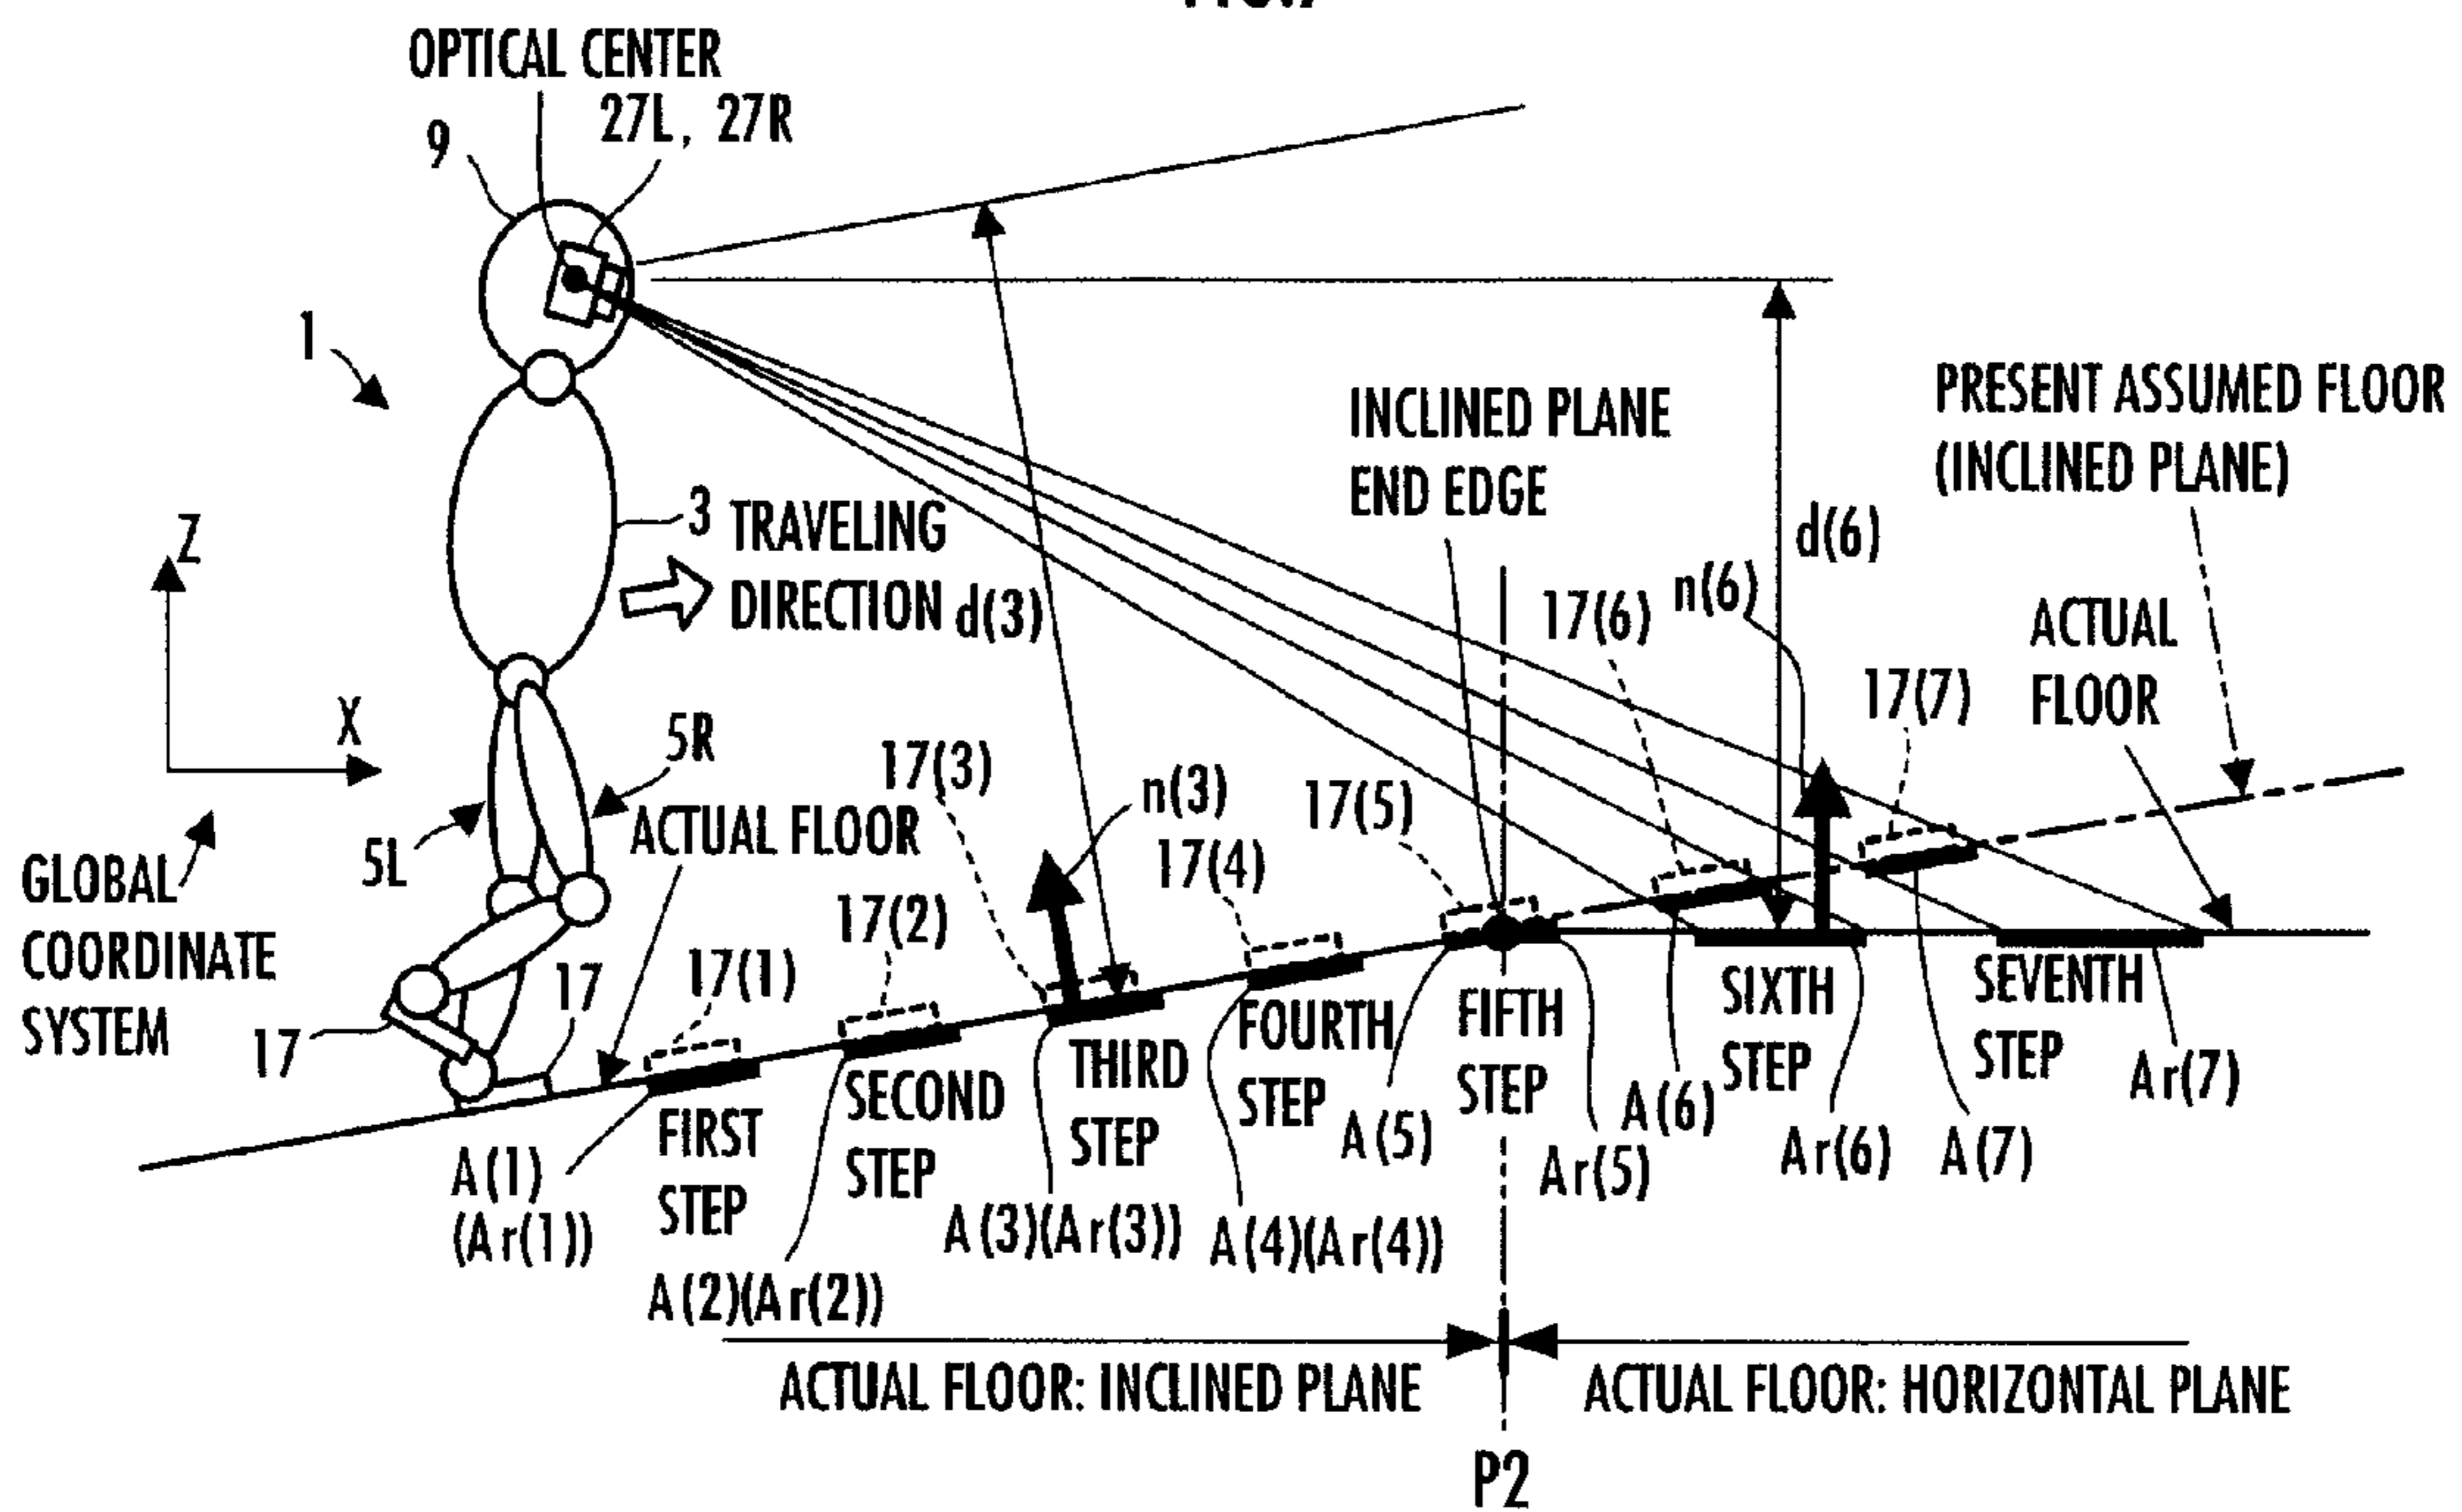 OPTICAL CENTER
27L, 27R
9
1
3
TRAVELING
DIRECTION
d(3)
Z
X
GLOBAL
COORDINATE
SYSTEM
5L
5R
ACTUAL FLOOR
17
17
17(1)
17(2)
17(3)
n(3)
17(4)
17(5)
INCLINED PLANE
END EDGE
17(6)
n(6)
d(6)
17(7)
PRESENT ASSUMED FLOOR
(INCLINED PLANE)
ACTUAL
FLOOR
A(1)
(Ar(1))
FIRST
STEP
A(2)(Ar(2))
SECOND
STEP
A(3)(Ar(3))
THIRD
STEP
A(4)(Ar(4))
FOURTH
STEP
A(5)
FIFTH
STEP
Ar(5)
A(6)
SIXTH
STEP
Ar(6)
A(7)
SEVENTH
STEP
Ar(7)
ACTUAL FLOOR: INCLINED PLANE
ACTUAL FLOOR: HORIZONTAL PLANE
P2